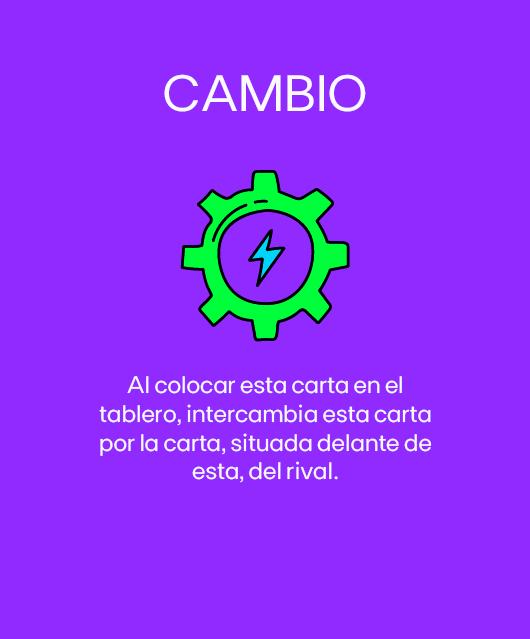 CAMBIO
Al colocar esta carta en el
tablero, intercambia esta carta
por la carta, situada delante de
esta, del rival.